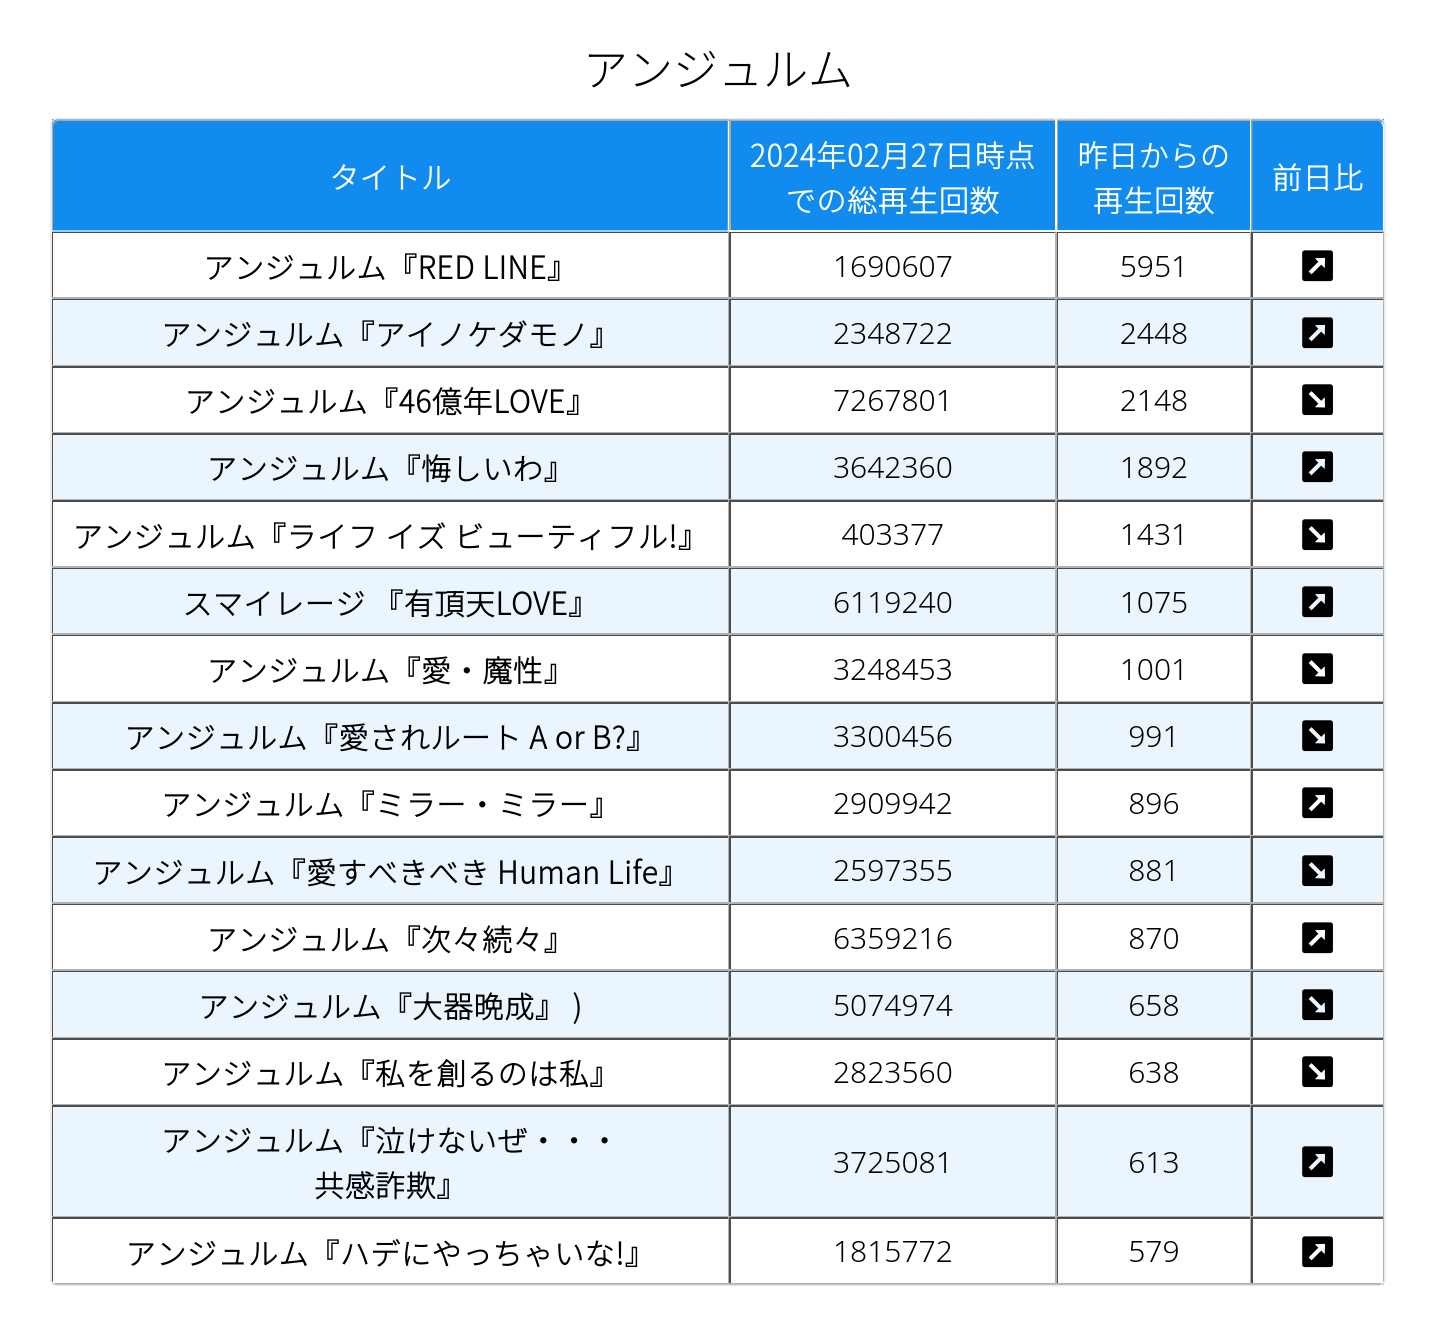 アンジュルム
タイトル
2024年02月27日時点
での総再生回数
昨日からの
再生回数
前日比
アンジュルム『RED LINE』 1690607 5951 ↗
アンジュルム『アイノケダモノ』 2348722 2448 ↗
アンジュルム『46億年LOVE』 7267801 2148 ↘
アンジュルム『悔しいわ』 3642360 1892 ↗
アンジュルム『ライフ イズ ビューティフル!』 403377 1431 ↘
スマイレージ 『有頂天LOVE』 6119240 1075 ↗
アンジュルム『愛・魔性』 3248453 1001 ↘
アンジュルム『愛されルート A or B?』 3300456 991 ↘
アンジュルム『ミラー・ミラー』 2909942 896 ↗
アンジュルム『愛すべきべき Human Life』 2597355 881 ↘
アンジュルム『次々続々』 6359216 870 ↗
アンジュルム『大器晩成』 ) 5074974 658 ↘
アンジュルム『私を創るのは私』 2823560 638 ↘
アンジュルム『泣けないぜ・・・
共感詐欺』 3725081 613 ↗
アンジュルム『ハデにやっちゃいな!』 1815772 579 ↗